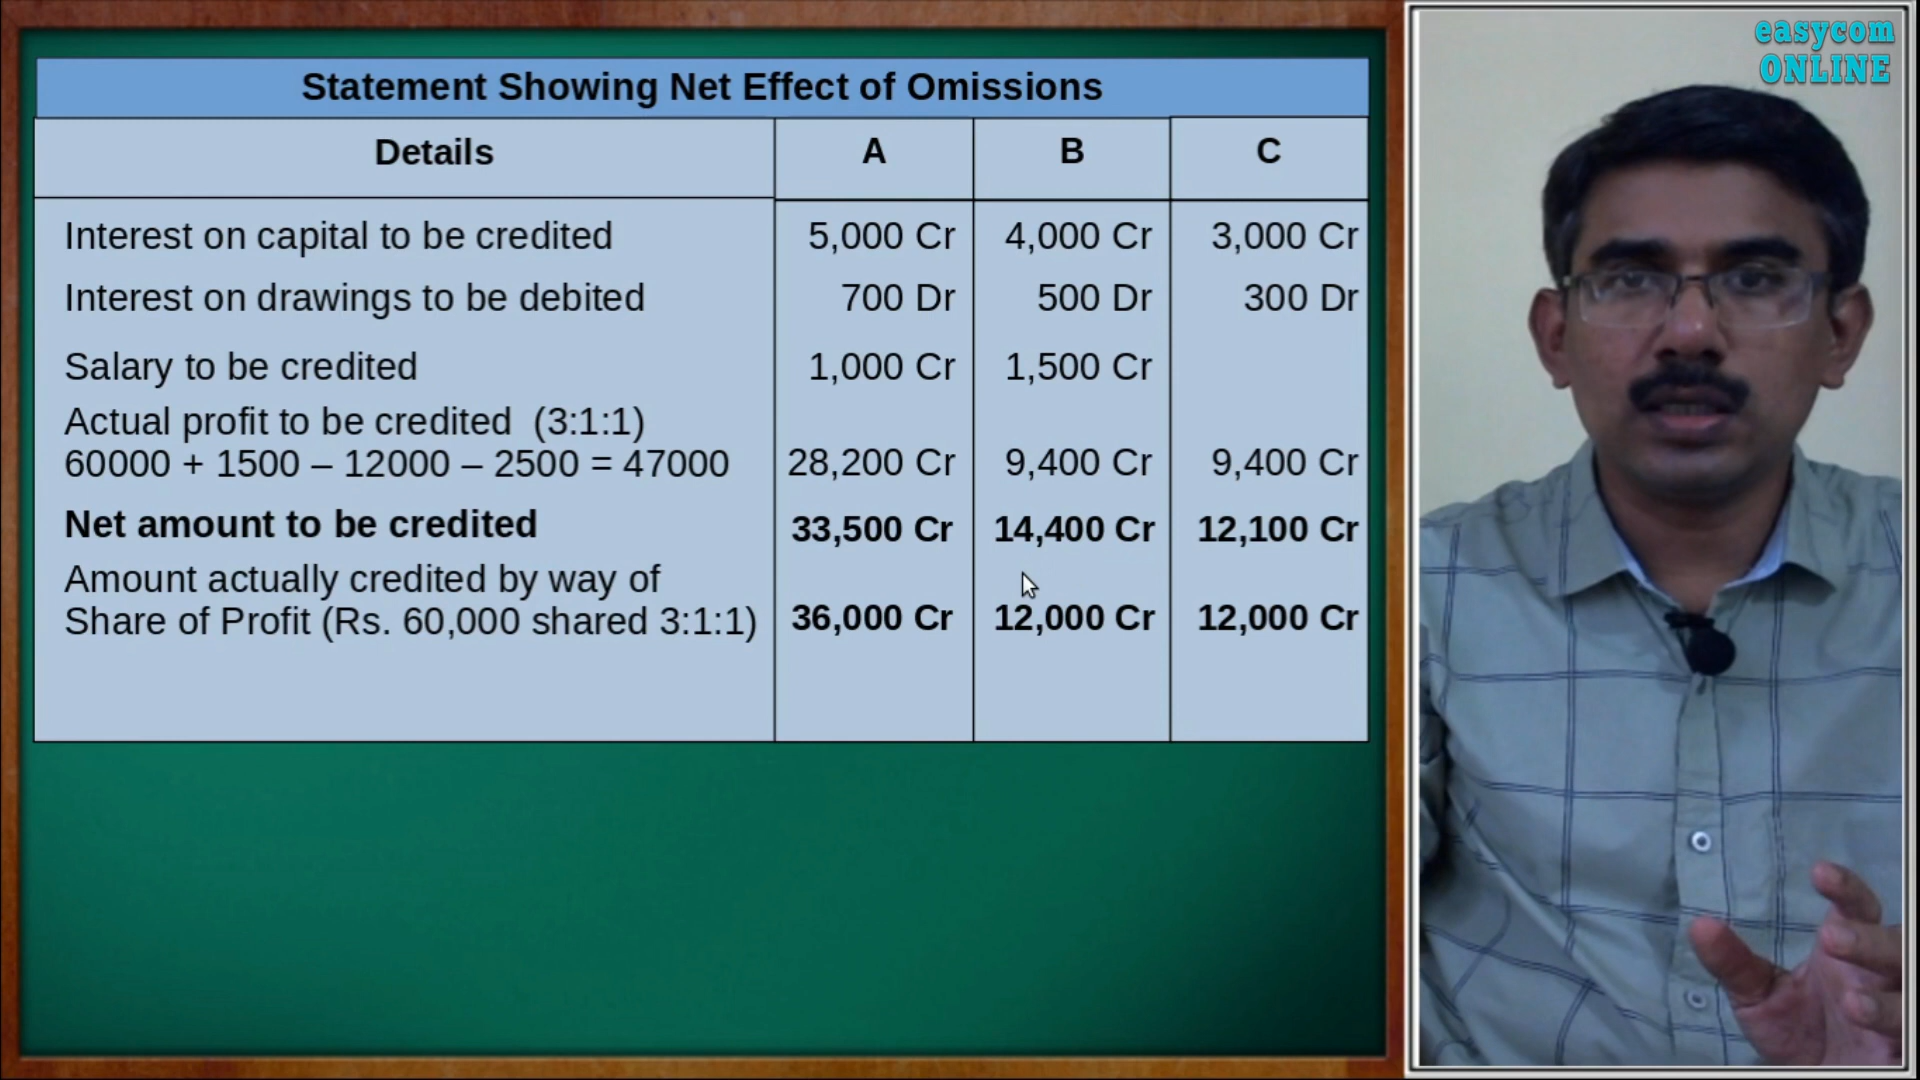 easycom
ONLINE
Statement Showing Net Effect of Omissions
Details A B C
Interest on capital to be credited 5,000 Cr 4,000 Cr 3,000 Cr
Interest on drawings to be debited 700 Dr 500 Dr 300 Dr
Salary to be credited 1,000 Cr 1,500 Cr
Actual profit to be credited (3:1:1)
60000 + 1500 – 12000 – 2500 = 47000 28,200 Cr 9,400 Cr 9,400 Cr
Net amount to be credited 33,500 Cr 14,400 Cr 12,100 Cr
Amount actually credited by way of
Share of Profit (Rs. 60,000 shared 3:1:1) 36,000 Cr 12,000 Cr 12,000 Cr